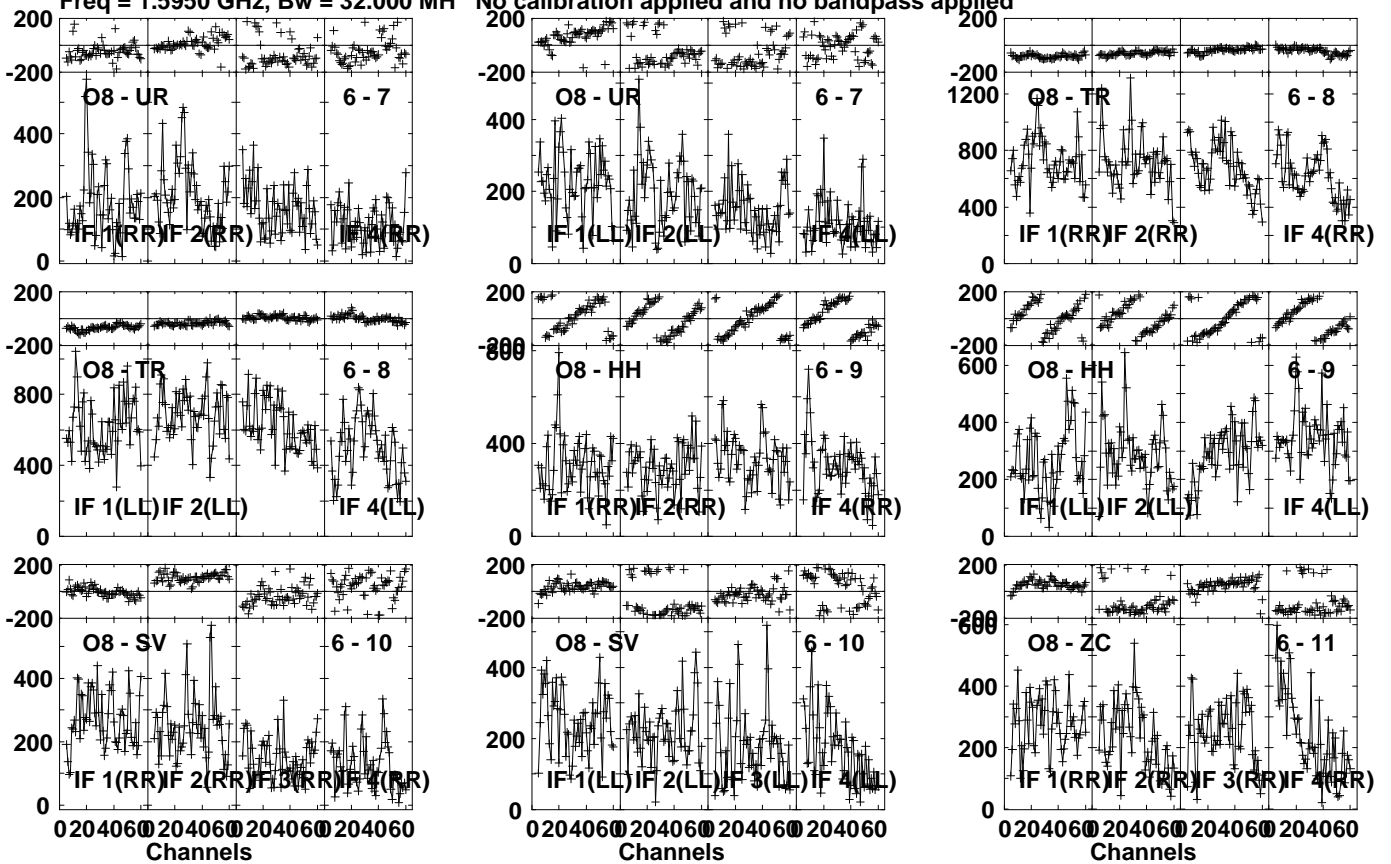 Freq = 1.5950 GHz, Bw = 32.000 MH No calibration applied and no bandpass applied
200
-200
O8 - UR 6 - 7
400
200
0
IF 1(RR) IF 2(RR) IF 4(RR)
200
-200
O8 - UR 6 - 7
400
200
0
IF 1(LL) IF 2(LL) IF 4(LL)
200
-200
O8 - TR 6 - 8
1200
800
400
0
IF 1(RR) IF 2(RR) IF 4(RR)
200
-200
O8 - TR 6 - 8
800
400
0
IF 1(LL) IF 2(LL) IF 4(LL)
200
-200
800
O8 - HH 6 - 9
400
0
IF 1(RR) IF 2(RR) IF 4(RR)
200
-200
O8 - HH 6 - 9
600
400
200
0
IF 1(LL) IF 2(LL) IF 4(LL)
200
-200
O8 - SV 6 - 10
400
200
0
IF 1(RR) IF 2(RR) IF 3(RR) IF 4(RR)
0 20 40 60 0 20 40 60 0 20 40 60 0 20 40 60
Channels
200
-200
O8 - SV 6 - 10
400
200
0
IF 1(LL) IF 2(LL) IF 3(LL) IF 4(LL)
0 20 40 60 0 20 40 60 0 20 40 60 0 20 40 60
Channels
200
-200
600
O8 - ZC 6 - 11
400
200
0
IF 1(RR) IF 2(RR) IF 3(RR) IF 4(RR)
0 20 40 60 0 20 40 60 0 20 40 60 0 20 40 60
Channels